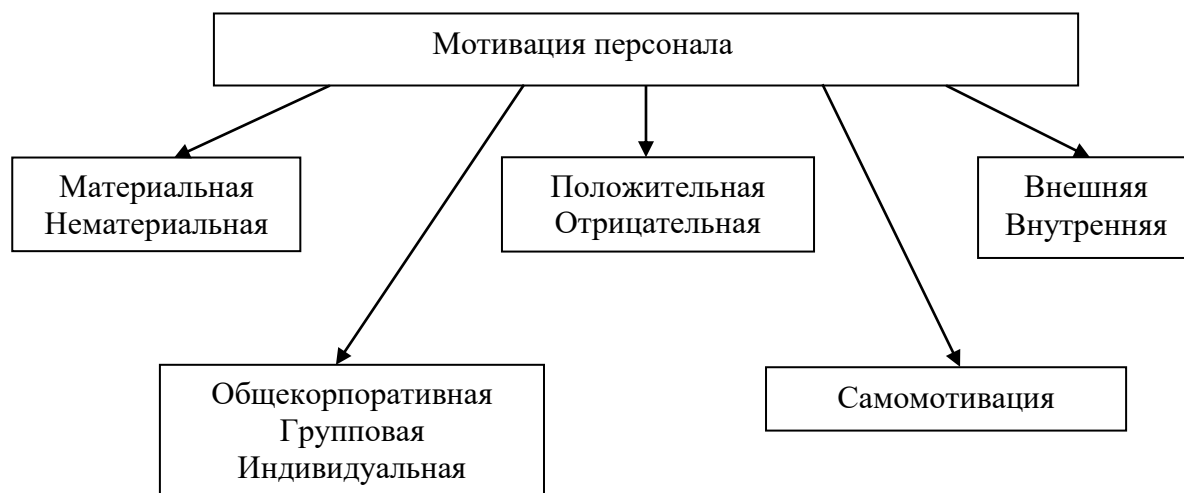 Мотивация персонала
Материальная
Нематериальная
Положительная
Отрицательная
Внешняя
Внутренняя
Общекорпоративная
Групповая
Индивидуальная
Самомотивация